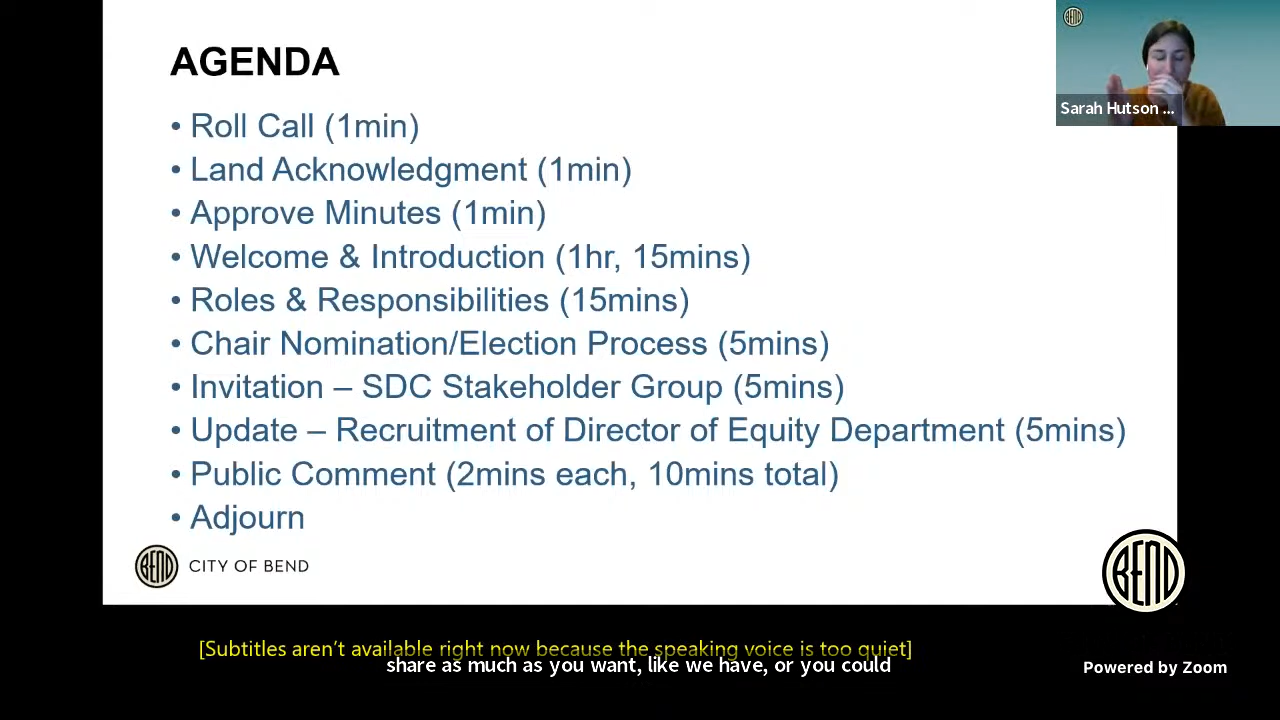 AGENDA
• Roll Call (1min)
• Land Acknowledgment (1min)
• Approve Minutes (1min)
• Welcome & Introduction (1hr, 15mins)
• Roles & Responsibilities (15mins)
• Chair Nomination/Election Process (5mins)
• Invitation – SDC Stakeholder Group (5mins)
• Update – Recruitment of Director of Equity Department (5mins)
• Public Comment (2mins each, 10mins total)
• Adjourn
BEND CITY OF BEND
BEND
BEND
Sarah Hutson ...
[Subtitles aren't available right now because the speaking voice is too quiet]
share as much as you want, like we have, or you could
Powered by Zoom